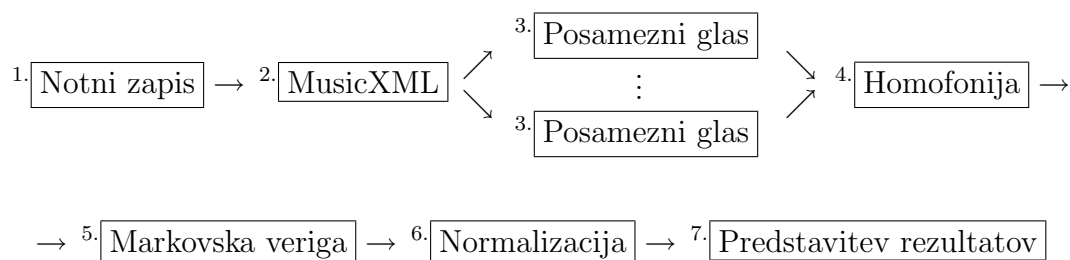 3. Posamezni glas
1. Notni zapis → 2. MusicXML ⋮ 4. Homofonija →
3. Posamezni glas
→ 5. Markovska veriga → 6. Normalizacija → 7. Predstavitev rezultatov